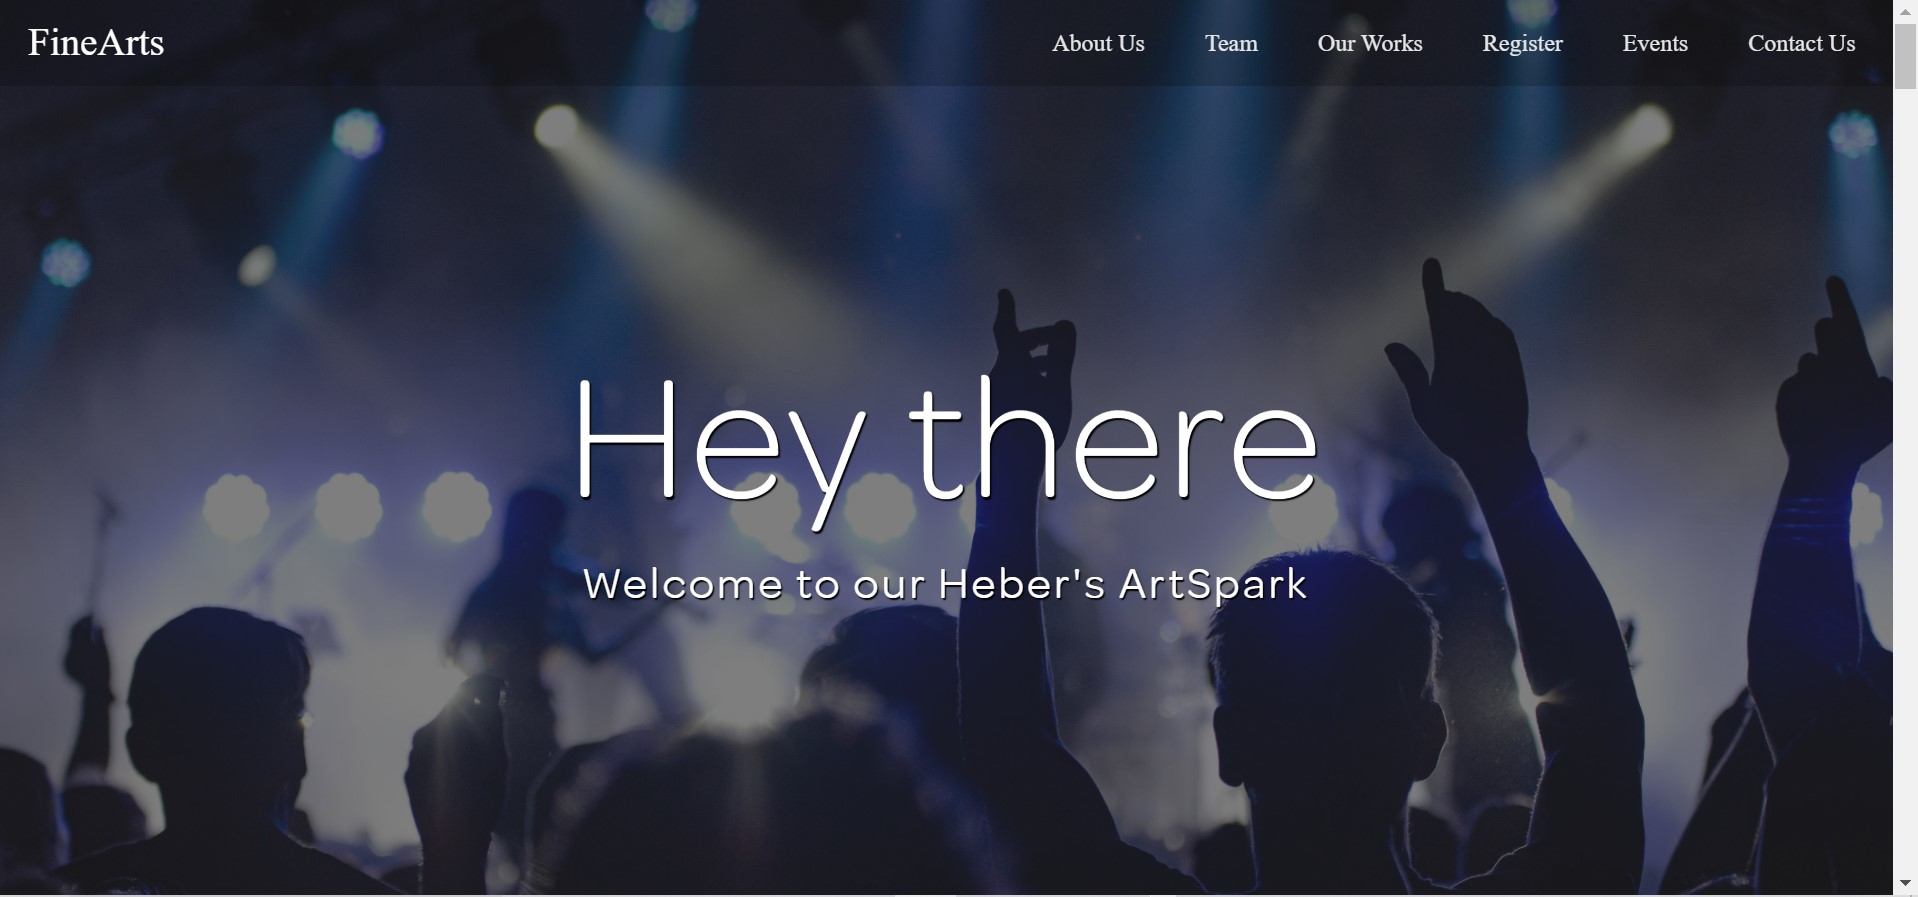 FineArts
About Us Team Our Works Register Events Contact Us
Hey there
Welcome to our Heber's ArtSpark